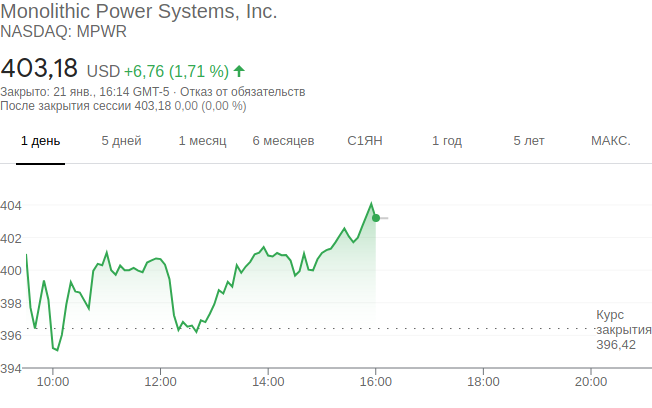 Monolithic Power Systems, Inc.
NASDAQ: MPWR
403,18 USD +6,76 (1,71 %)
Закрыто: 21 янв., 16:14 GMT-5 · Отказ от обязательств
После закрытия сессии 403,18 0,00 (0,00 %)
1 день 5 дней 1 месяц 6 месяцев С1ЯН 1 год 5 лет МАКС.
404
402
400
398
Курс
закрытия
396,42
396
394
10:00 12:00 14:00 16:00 18:00 20:00